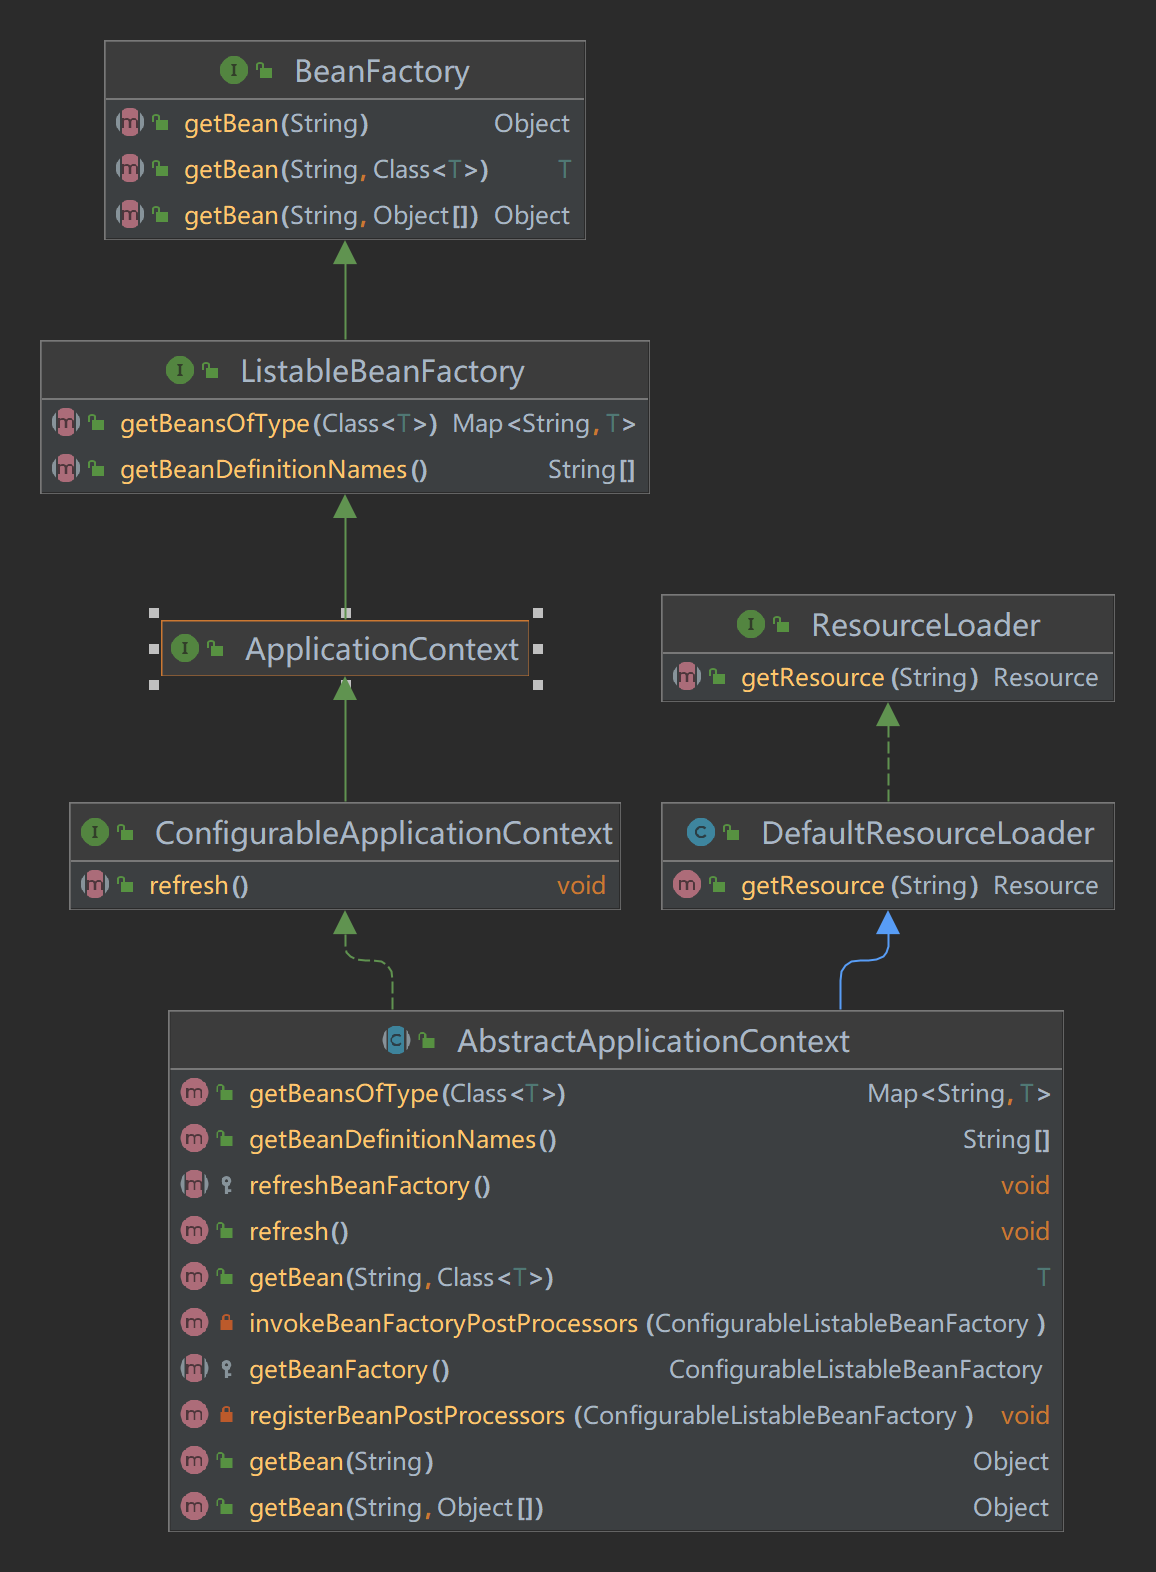 BeanFactory
getBean(String) Object
getBean(String, Class<T>) T
getBean(String, Object[]) Object
ListableBeanFactory
getBeansOfType(Class<T>) Map<String, T>
getBeanDefinitionNames() String[]
ApplicationContext
ResourceLoader
getResource(String) Resource
ConfigurableApplicationContext
refresh() void
DefaultResourceLoader
getResource(String) Resource
AbstractApplicationContext
getBeansOfType(Class<T>) Map<String, T>
getBeanDefinitionNames() String[]
refreshBeanFactory() void
refresh() void
getBean(String, Class<T>) T
invokeBeanFactoryPostProcessors(ConfigurableListableBeanFactory)
getBeanFactory() ConfigurableListableBeanFactory
registerBeanPostProcessors(ConfigurableListableBeanFactory) void
getBean(String) Object
getBean(String, Object[]) Object